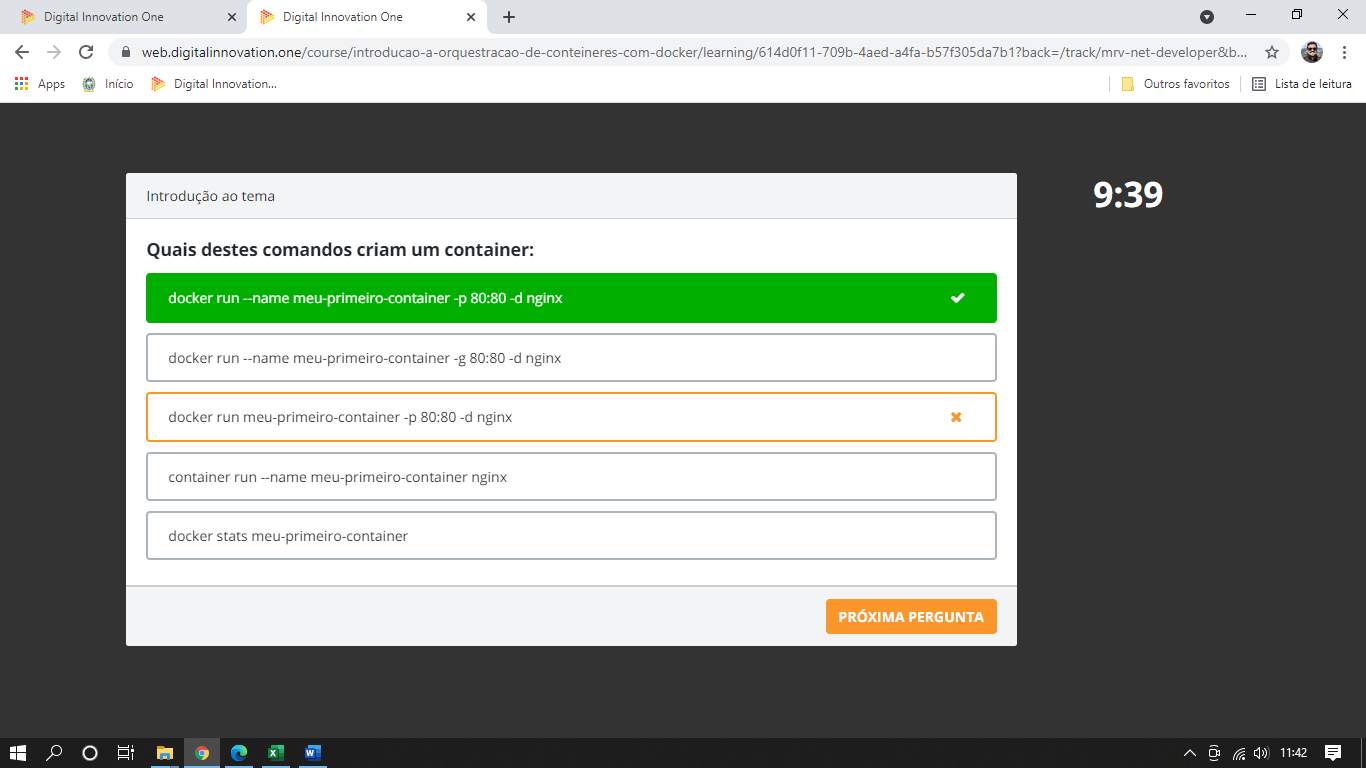 Digital Innovation One
Digital Innovation One
web.digitalinnovation.one/course/introducao-a-orquestracao-de-conteineres-com-docker/learning/614d0f11-709b-4aed-a4fa-b57f305da7b1?back=/track/mrv-net-developer&b...
Apps
Início
Digital Innovation...
Outros favoritos
Lista de leitura
Introdução ao tema
9:39
Quais destes comandos criam um container:
docker run --name meu-primeiro-container -p 80:80 -d nginx
docker run --name meu-primeiro-container -g 80:80 -d nginx
docker run meu-primeiro-container -p 80:80 -d nginx
container run --name meu-primeiro-container nginx
docker stats meu-primeiro-container
PRÓXIMA PERGUNTA
11:42